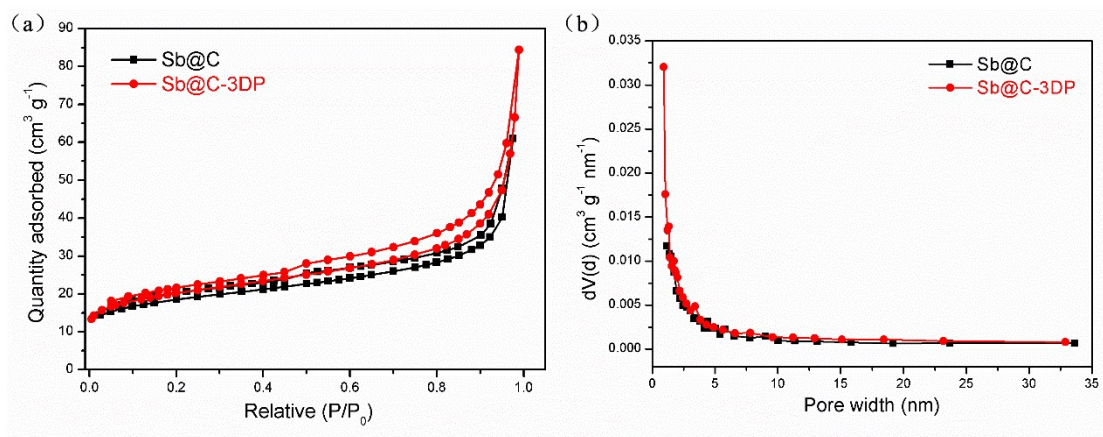 (a)
90
80
70
60
50
40
30
20
10
0
Quantity adsorbed (cm³ g⁻¹)
Sb@C
Sb@C-3DP
0.0 0.2 0.4 0.6 0.8 1.0
Relative (P/P₀)
(b)
0.035
0.030
0.025
0.020
0.015
0.010
0.005
0.000
dV(d) (cm³ g⁻¹ nm⁻¹)
Sb@C
Sb@C-3DP
0 5 10 15 20 25 30 35
Pore width (nm)